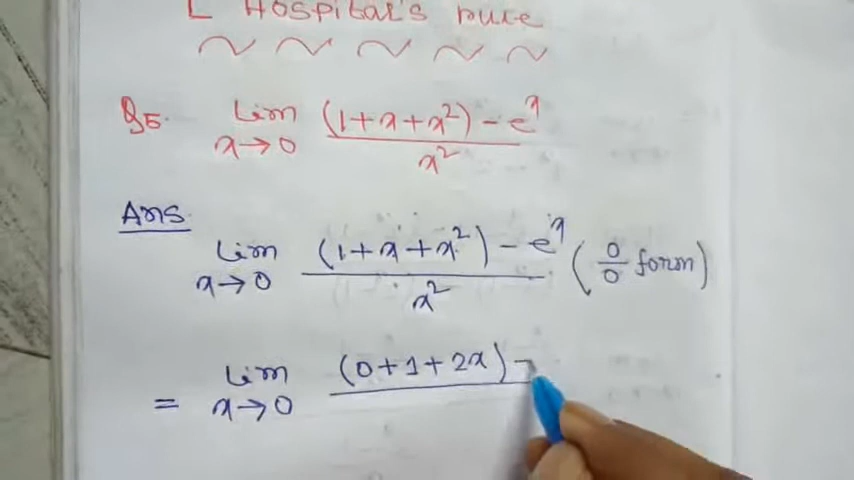 L Hospital's rule
Q5. Lim x→0 (1+x+x²) - eˣ / x²
Ans.
Lim x→0 (1+x+x²) - eˣ / x² (0/0 form)
= Lim x→0 (0+1+2x) -